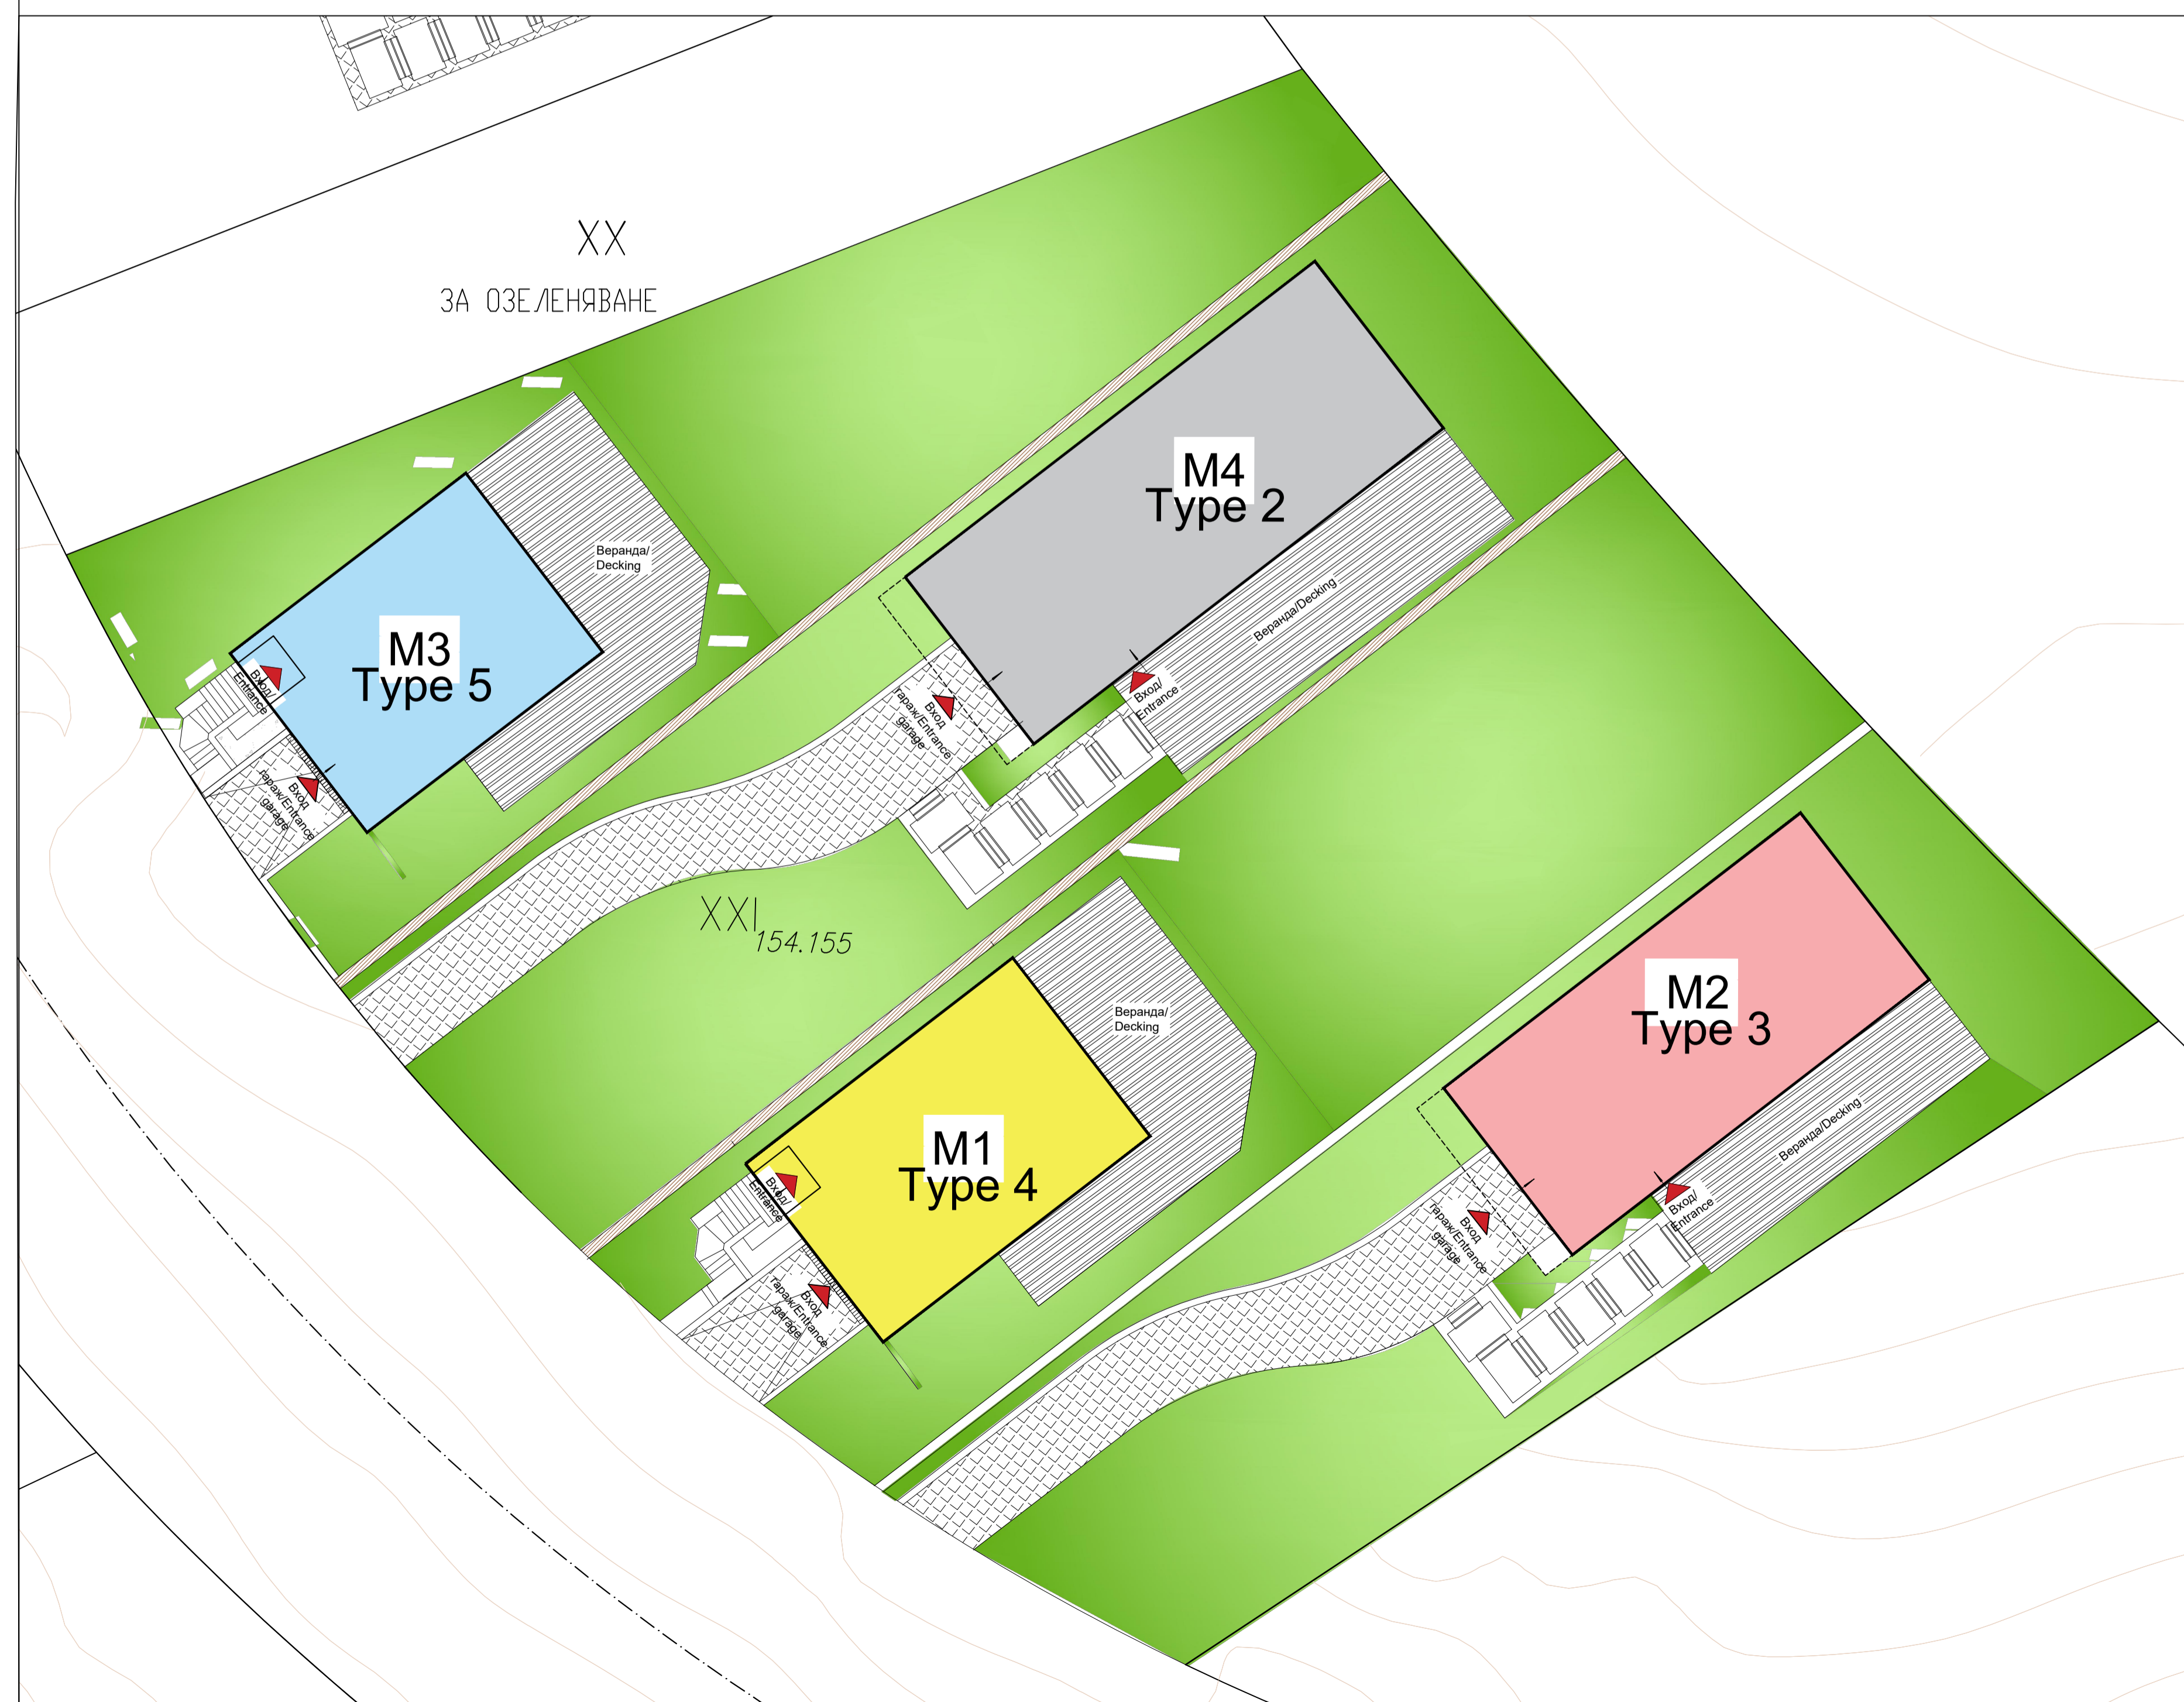 XX
ЗА ОЗЕЛЕНЯВАНЕ
M4
Type 2
Веранда/
Decking
Веранда/Decking
M3
Type 5
Вход/
Entrance
Вход/
Entrance
Вход
гараж/Entrance
garage
Вход
гараж/Entrance
garage
XXI
154.155
M2
Type 3
Веранда/
Decking
Веранда/Decking
M1
Type 4
Вход/
Entrance
Вход/
Entrance
Вход
гараж/Entrance
garage
Вход
гараж/Entrance
garage